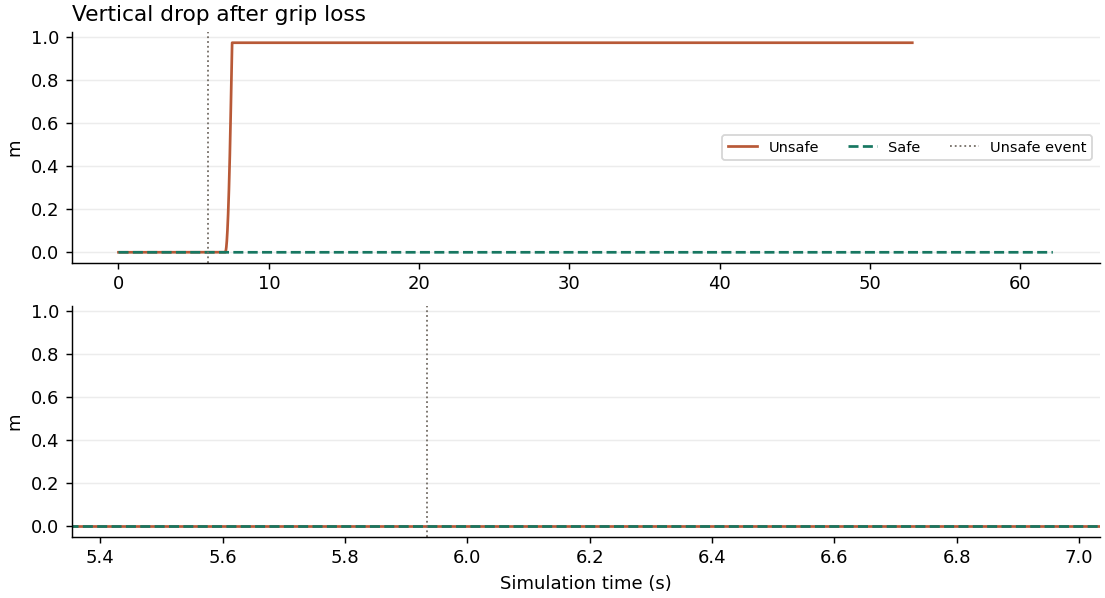 Vertical drop after grip loss
1.0
0.8
0.6
0.4
0.2
0.0
m
Unsafe Safe Unsafe event
0 10 20 30 40 50 60
1.0
0.8
0.6
0.4
0.2
0.0
m
5.4 5.6 5.8 6.0 6.2 6.4 6.6 6.8 7.0
Simulation time (s)